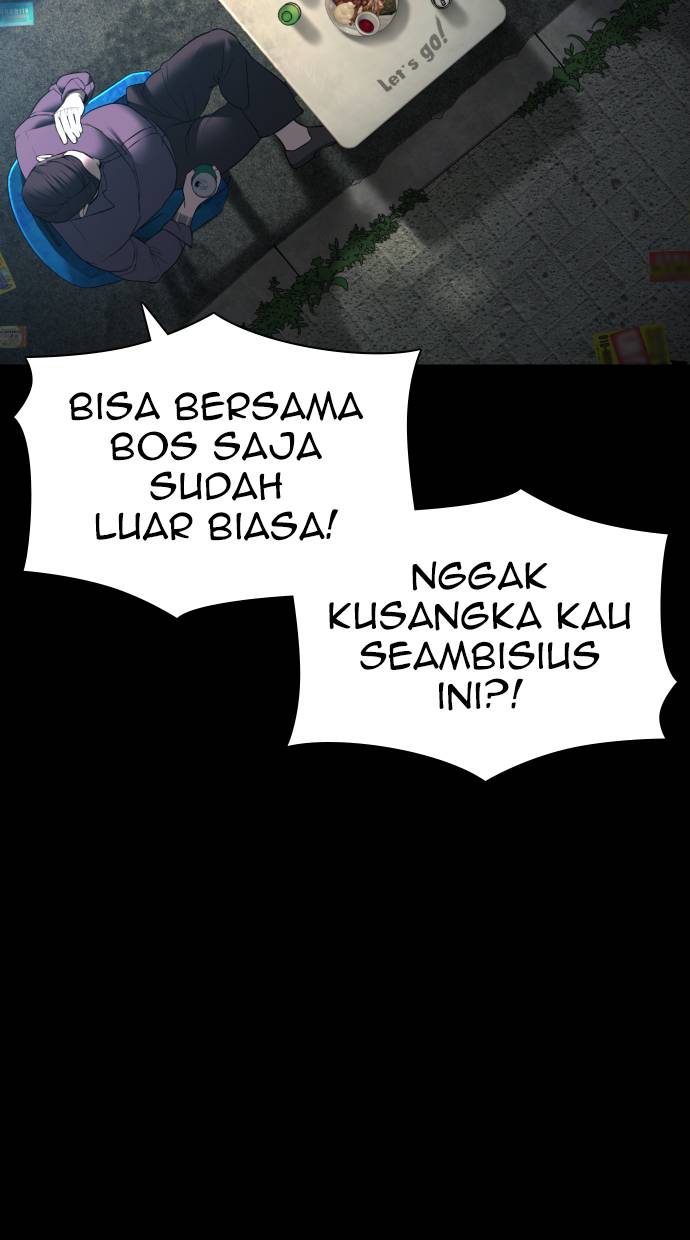 Let's go!
BISA BERSAMA
BOS SAJA
SUDAH
LUAR BIASA!
NGGAK
KUSANGKA KAU
SEAMBISIUS
INI?!